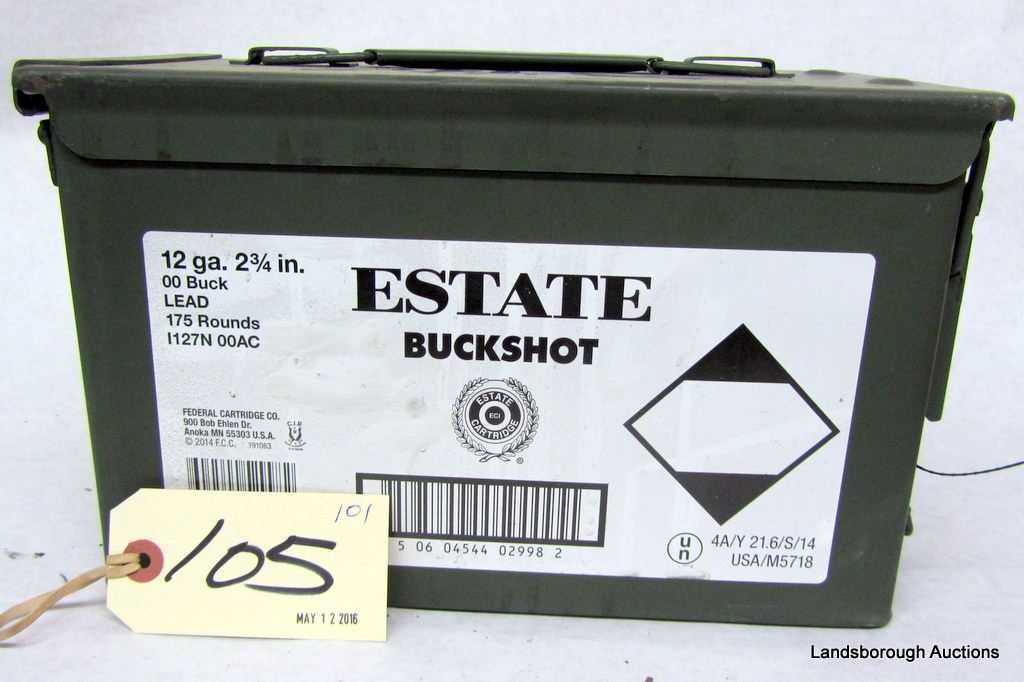 12 ga. 2¾ in.
00 Buck
LEAD
175 Rounds
I127N 00AC
ESTATE
BUCKSHOT
ESTATE
ECI
CARTRIDGE
®
FEDERAL CARTRIDGE CO.
900 Bob Ehlen Dr.
Anoka MN 55303 U.S.A.
© 2014 F.C.C. 191063
C.I.P.
5 06 04544 02998 2
u
n
4A/Y 21.6/S/14
USA/M5718
101
105
MAY 12 2016
Landsborough Auctions